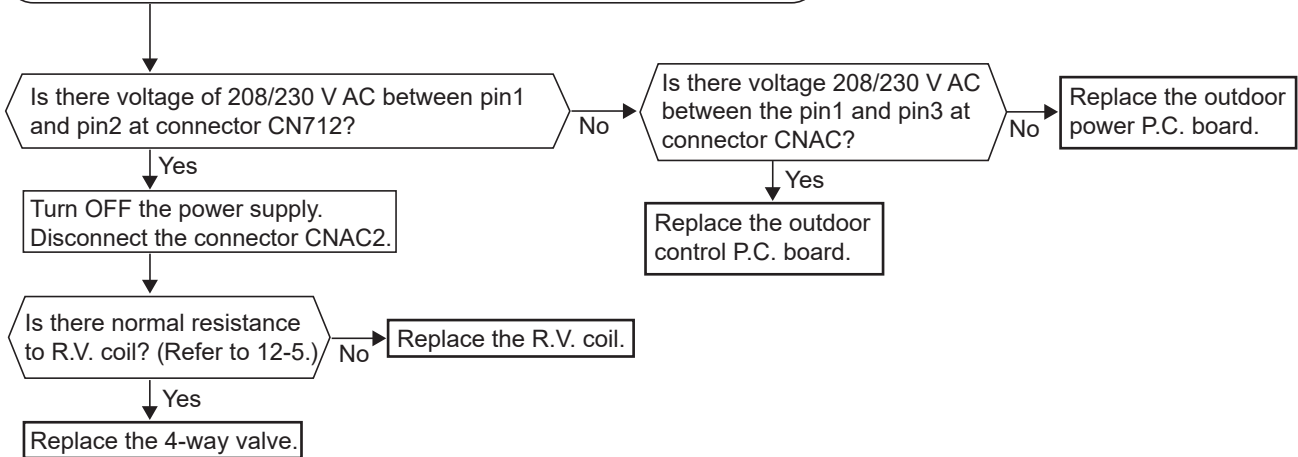 Is there voltage of 208/230 V AC between pin1
and pin2 at connector CN712?
No
Is there voltage 208/230 V AC
between the pin1 and pin3 at
connector CNAC?
No
Replace the outdoor
power P.C. board.
Yes
Replace the outdoor
control P.C. board.
Yes
Turn OFF the power supply.
Disconnect the connector CNAC2.
Is there normal resistance
to R.V. coil? (Refer to 12-5.)
No
Replace the R.V. coil.
Yes
Replace the 4-way valve.